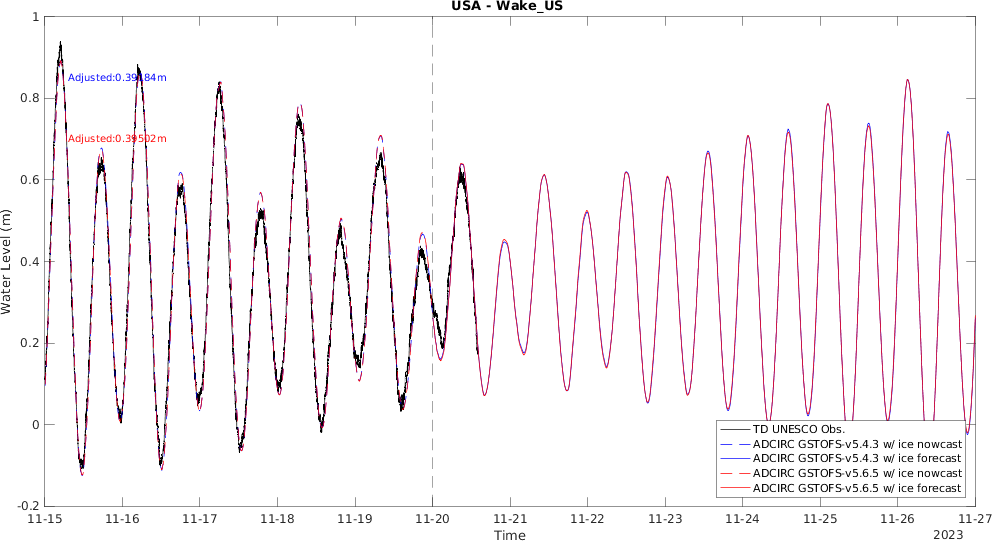 USA - Wake_US
1
0.8
0.6
0.4
0.2
0
-0.2
Water Level (m)
Adjusted:0.39184m
Adjusted:0.39502m
TD UNESCO Obs.
ADCIRC GSTOFS-v5.4.3 w/ ice nowcast
ADCIRC GSTOFS-v5.4.3 w/ ice forecast
ADCIRC GSTOFS-v5.6.5 w/ ice nowcast
ADCIRC GSTOFS-v5.6.5 w/ ice forecast
11-15 11-16 11-17 11-18 11-19 11-20 11-21 11-22 11-23 11-24 11-25 11-26 11-27
Time
2023